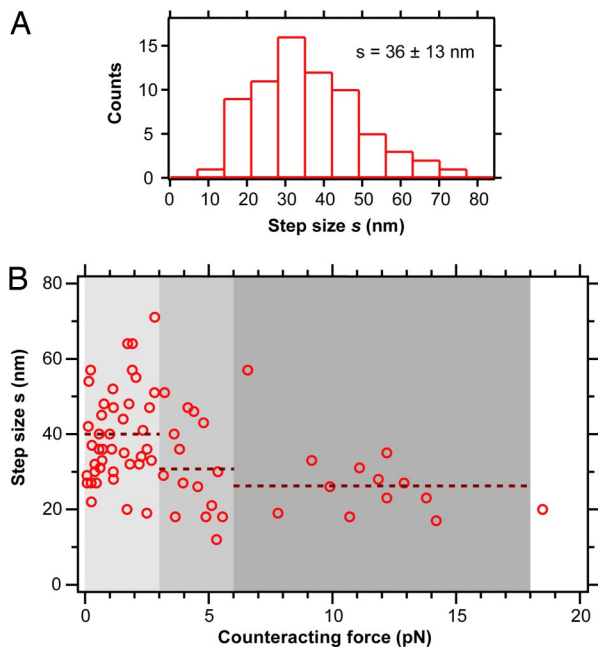 A
15
10
5
0
Counts
s = 36 ± 13 nm
0 10 20 30 40 50 60 70 80
Step size s (nm)
B
80
60
40
20
0
Step size s (nm)
0 5 10 15 20
Counteracting force (pN)